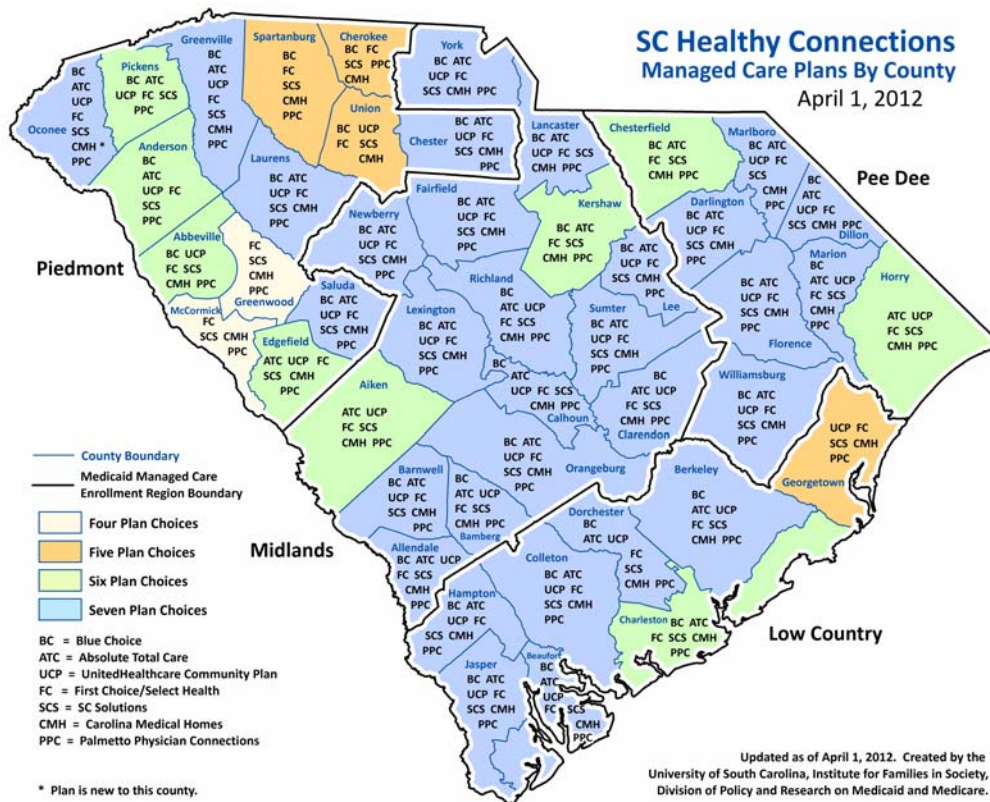 SC Healthy Connections
Managed Care Plans By County
April 1, 2012
Oconee
BC
ATC
UCP
FC
SCS
CMH *
PPC
Pickens
BC ATC
UCP FC SCS
PPC
Greenville
BC
ATC
UCP
FC
SCS
CMH
PPC
Spartanburg
BC
FC
SCS
CMH
PPC
Cherokee
BC FC
SCS PPC
CMH
Union
BC UCP
FC SCS
CMH
York
BC ATC
UCP FC
SCS CMH PPC
Chester
BC ATC
UCP FC
SCS CMH
PPC
Lancaster
BC ATC
UCP FC SCS
CMH PPC
Chesterfield
BC ATC
FC SCS
CMH PPC
Marlboro
BC ATC
UCP FC
SCS
CMH
PPC
Pee Dee
Anderson
BC
ATC
UCP FC
SCS
PPC
Laurens
BC ATC
UCP FC
SCS CMH
PPC
Fairfield
BC ATC
UCP FC
SCS CMH
PPC
Kershaw
BC ATC
FC SCS
CMH PPC
Darlington
BC ATC
UCP FC
SCS CMH
PPC
BC
ATC
UCP FC
SCS
CMH PPC
Dillon
Newberry
BC ATC
UCP FC
SCS CMH
PPC
Abbeville
BC UCP
FC SCS
CMH PPC
FC
SCS
CMH
PPC
Greenwood
Piedmont
Saluda
BC ATC
UCP FC
SCS CMH
PPC
McCormick
FC
SCS CMH
PPC
Edgefield
ATC UCP FC
SCS CMH
PPC
Lexington
BC ATC
UCP FC
SCS CMH
PPC
Richland
BC
ATC UCP
FC SCS
CMH PPC
Sumter
BC ATC
UCP FC
SCS CMH
PPC
BC ATC
UCP FC
SCS
CMH
PPC
Lee
BC ATC
UCP FC
SCS CMH
PPC
Florence
Marion
BC
ATC UCP
FC SCS
CMH
PPC
Horry
ATC UCP
FC SCS
CMH PPC
Aiken
ATC UCP
FC SCS
CMH PPC
BC
ATC
UCP FC SCS
CMH PPC
Calhoun
BC
ATC
UCP FC
SCS
CMH PPC
Clarendon
Williamsburg
BC ATC
UCP FC
SCS CMH
PPC
UCP FC
SCS CMH
PPC
Georgetown
BC ATC
UCP FC
SCS CMH
PPC
Orangeburg
Barnwell
BC ATC
UCP FC
SCS CMH
PPC
BC
ATC UCP
FC SCS
CMH PPC
Bamberg
Berkeley
BC
ATC UCP
FC SCS
CMH PPC
Dorchester
BC
ATC UCP
FC
SCS
CMH PPC
Midlands
Allendale
BC ATC UCP
FC SCS
CMH
PPC
Colleton
BC ATC
UCP FC
SCS CMH
PPC
Hampton
BC ATC
UCP FC
SCS CMH
PPC
Charleston
BC ATC
FC SCS CMH
PPC
Low Country
Jasper
BC ATC
UCP FC
SCS CMH
PPC
Beaufort
BC
ATC
UCP
FC SCS
CMH
PPC
County Boundary
Medicaid Managed Care
Enrollment Region Boundary
Four Plan Choices
Five Plan Choices
Six Plan Choices
Seven Plan Choices
BC = Blue Choice
ATC = Absolute Total Care
UCP = UnitedHealthcare Community Plan
FC = First Choice/Select Health
SCS = SC Solutions
CMH = Carolina Medical Homes
PPC = Palmetto Physician Connections
* Plan is new to this county.
Updated as of April 1, 2012. Created by the
University of South Carolina, Institute for Families in Society,
Division of Policy and Research on Medicaid and Medicare.